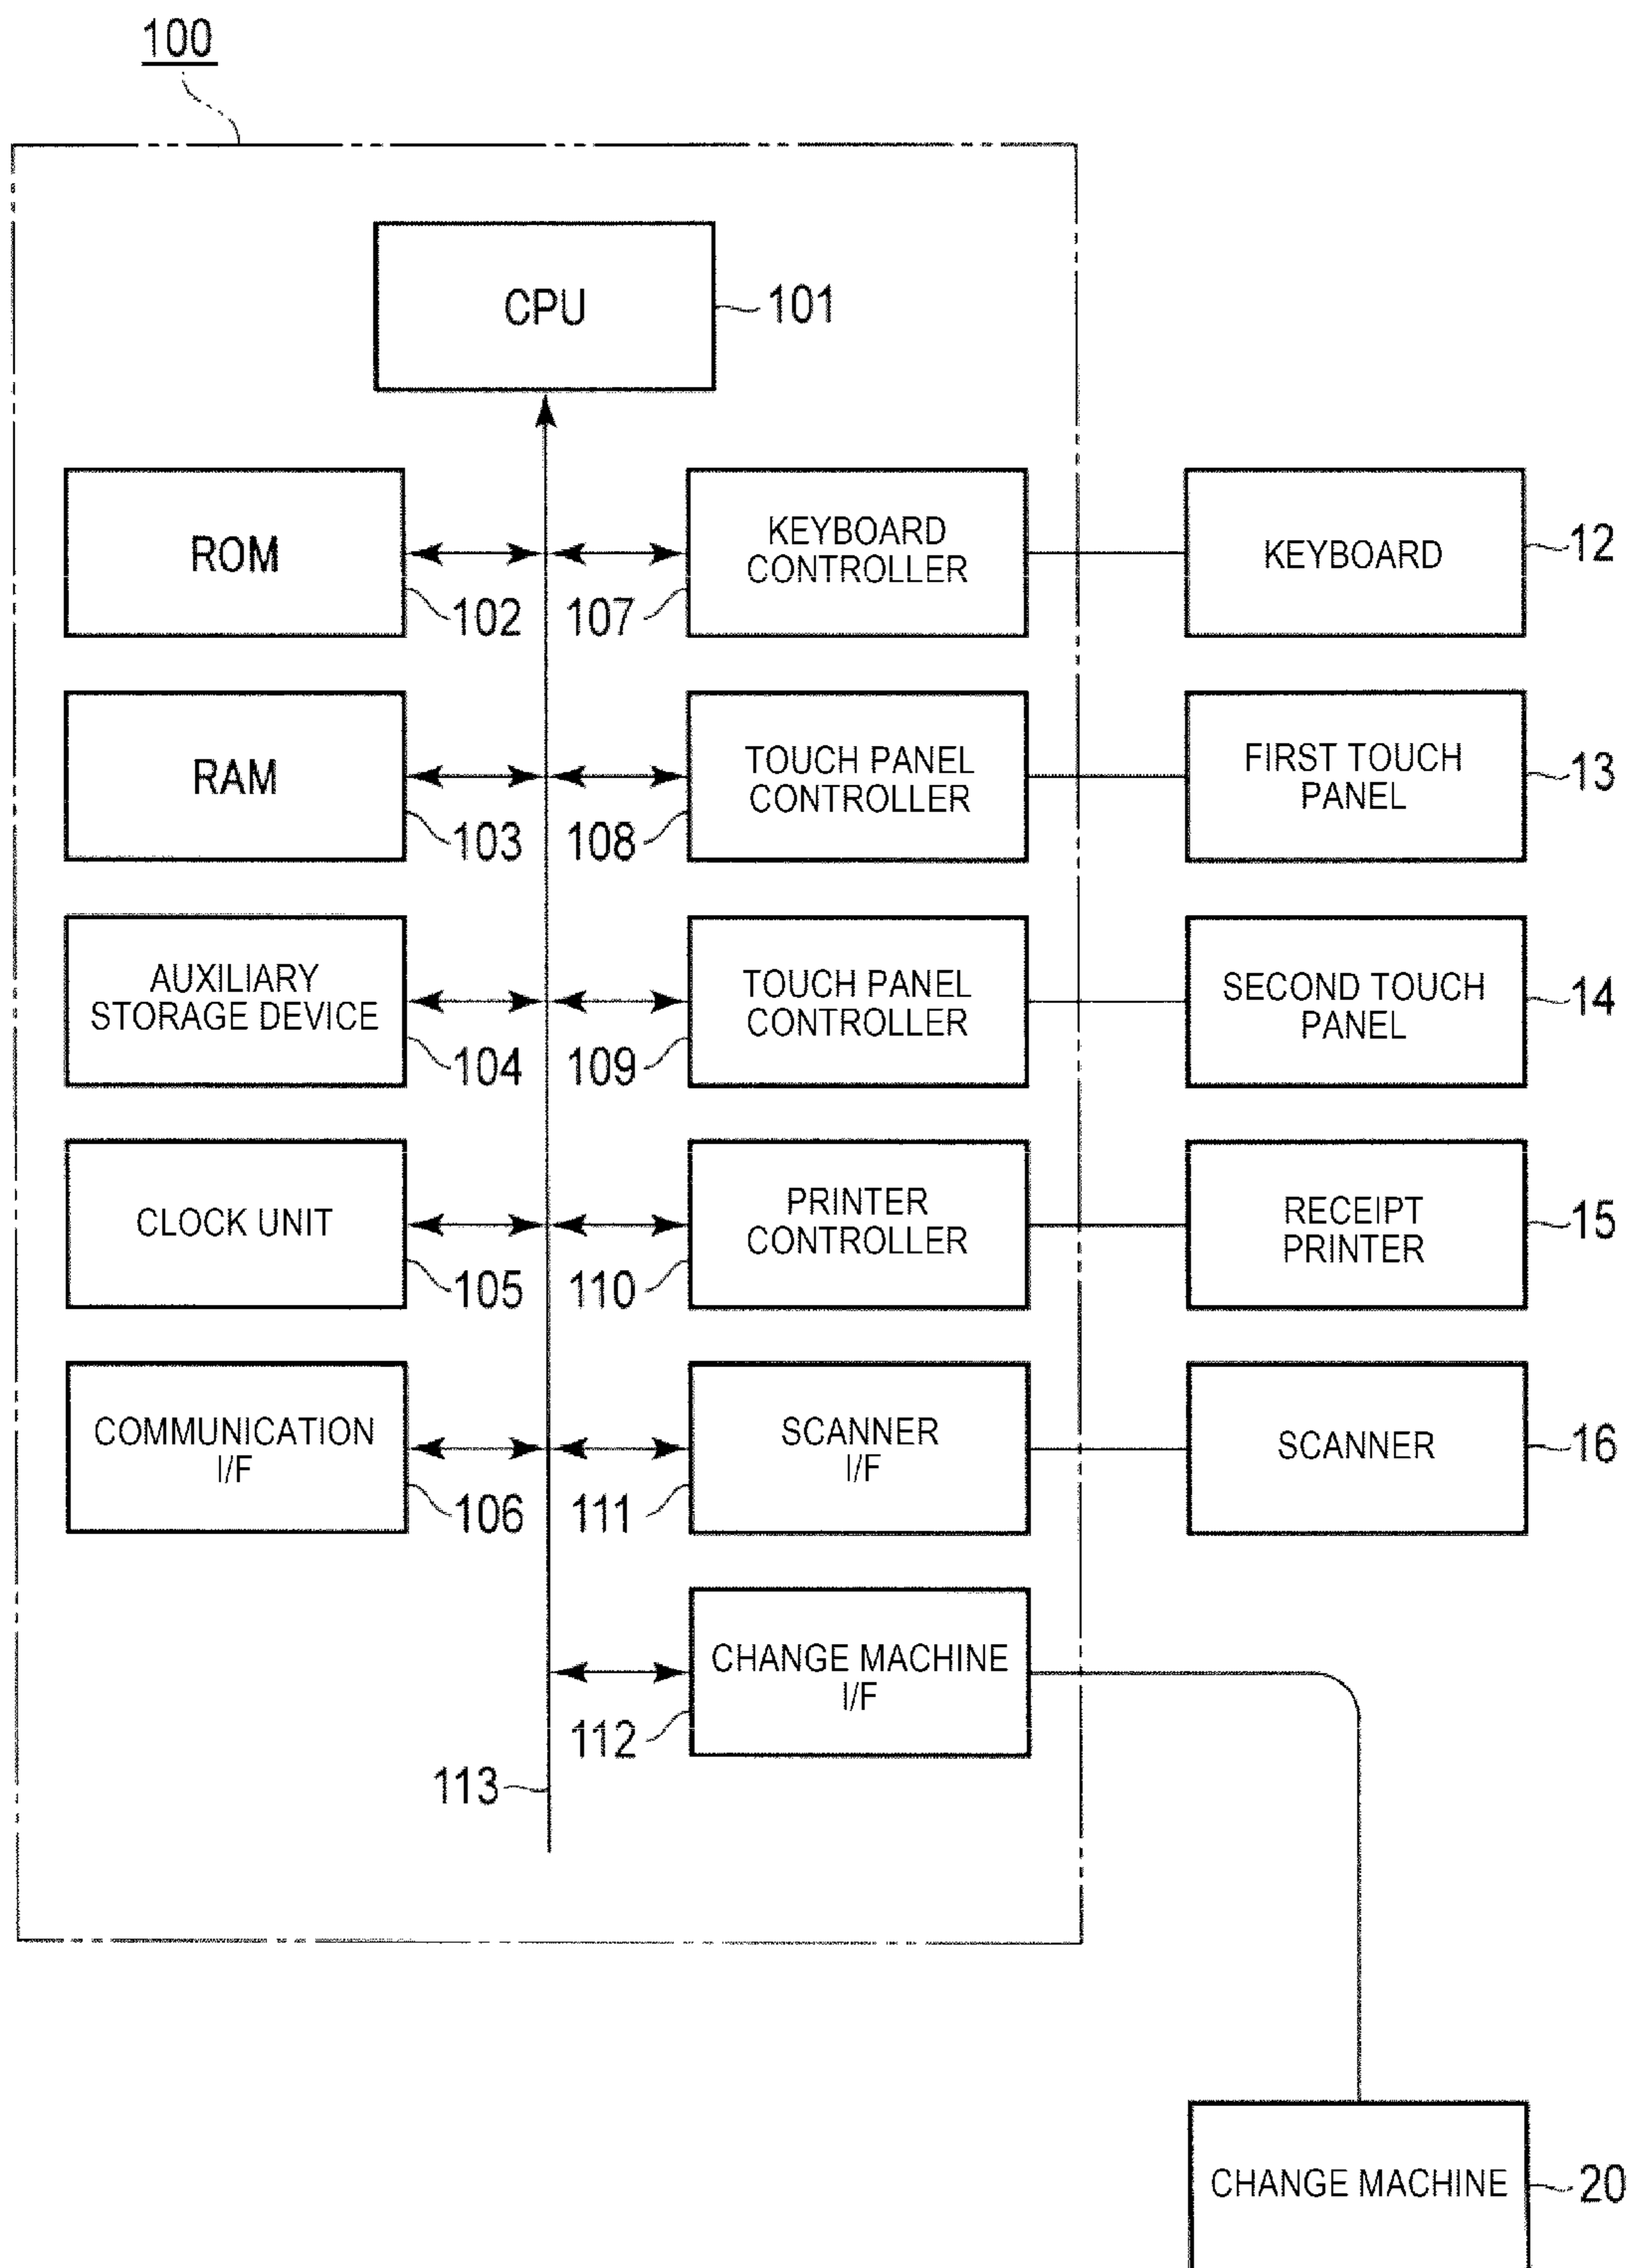 100
CPU
101
ROM
102
KEYBOARD
CONTROLLER
107
KEYBOARD
12
RAM
103
TOUCH PANEL
CONTROLLER
108
FIRST TOUCH
PANEL
13
AUXILIARY
STORAGE DEVICE
104
TOUCH PANEL
CONTROLLER
109
SECOND TOUCH
PANEL
14
CLOCK UNIT
105
PRINTER
CONTROLLER
110
RECEIPT
PRINTER
15
COMMUNICATION
I/F
106
SCANNER
I/F
111
SCANNER
16
CHANGE MACHINE
I/F
112
113
CHANGE MACHINE
20